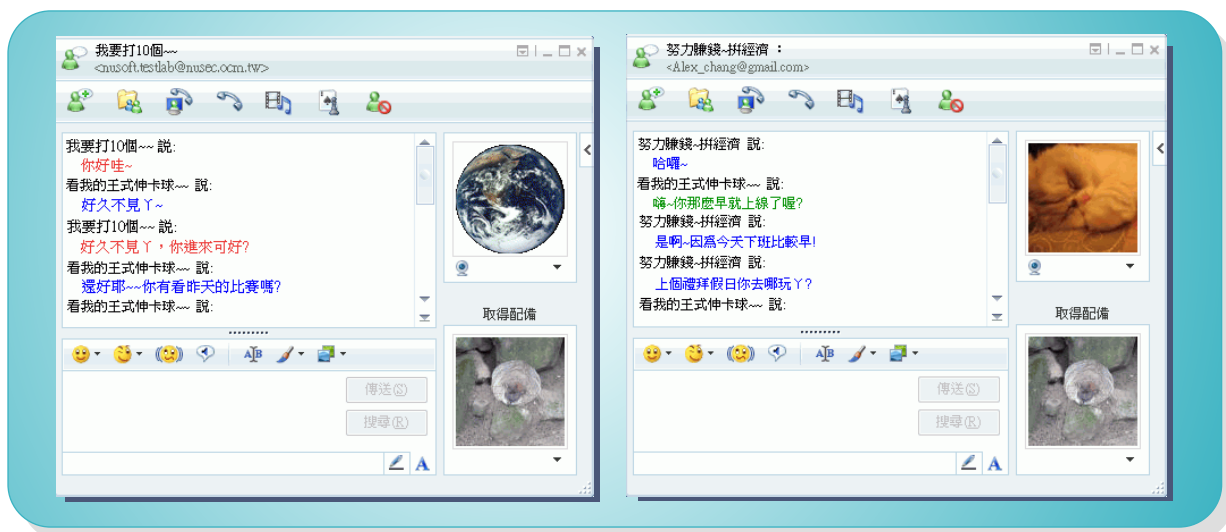 我要打10個~~
<nusoft.testlab@nusec.ocm.tw>
我要打10個~~ 說:
你好哇~
看我的王式伸卡球~~ 說:
好久不見ㄚ~
我要打10個~~ 說:
好久不見ㄚ，你進來可好?
看我的王式伸卡球~~ 說:
還好耶~~你有看昨天的比賽嗎?
看我的王式伸卡球~~ 說:
取得配備
傳送(S)
搜尋(R)
努力賺錢~拼經濟 :
<Alex_chang@gmail.com>
努力賺錢~拼經濟 說:
哈囉~
看我的王式伸卡球~~ 說:
嗨~你那麼早就上線了喔?
努力賺錢~拼經濟 說:
是啊~因為今天下班比較早!
努力賺錢~拼經濟 說:
上個禮拜假日你去哪玩ㄚ?
看我的王式伸卡球~~ 說:
取得配備
傳送(S)
搜尋(R)